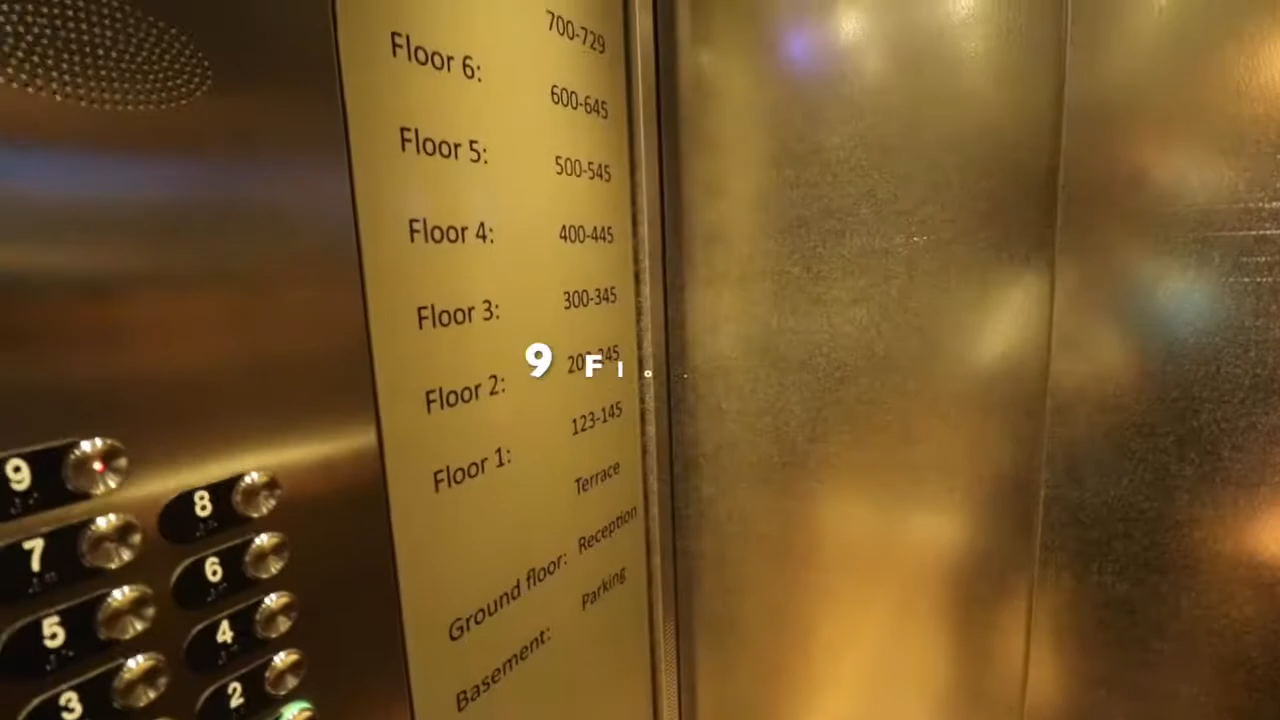 700-729
Floor 6: 600-645
Floor 5: 500-545
Floor 4: 400-445
Floor 3: 300-345
Floor 2:
Floor 1: 123-145
Terrace
Ground floor: Reception
Basement: Parking
9 Flo
9 8
7 6
5 4
3 2